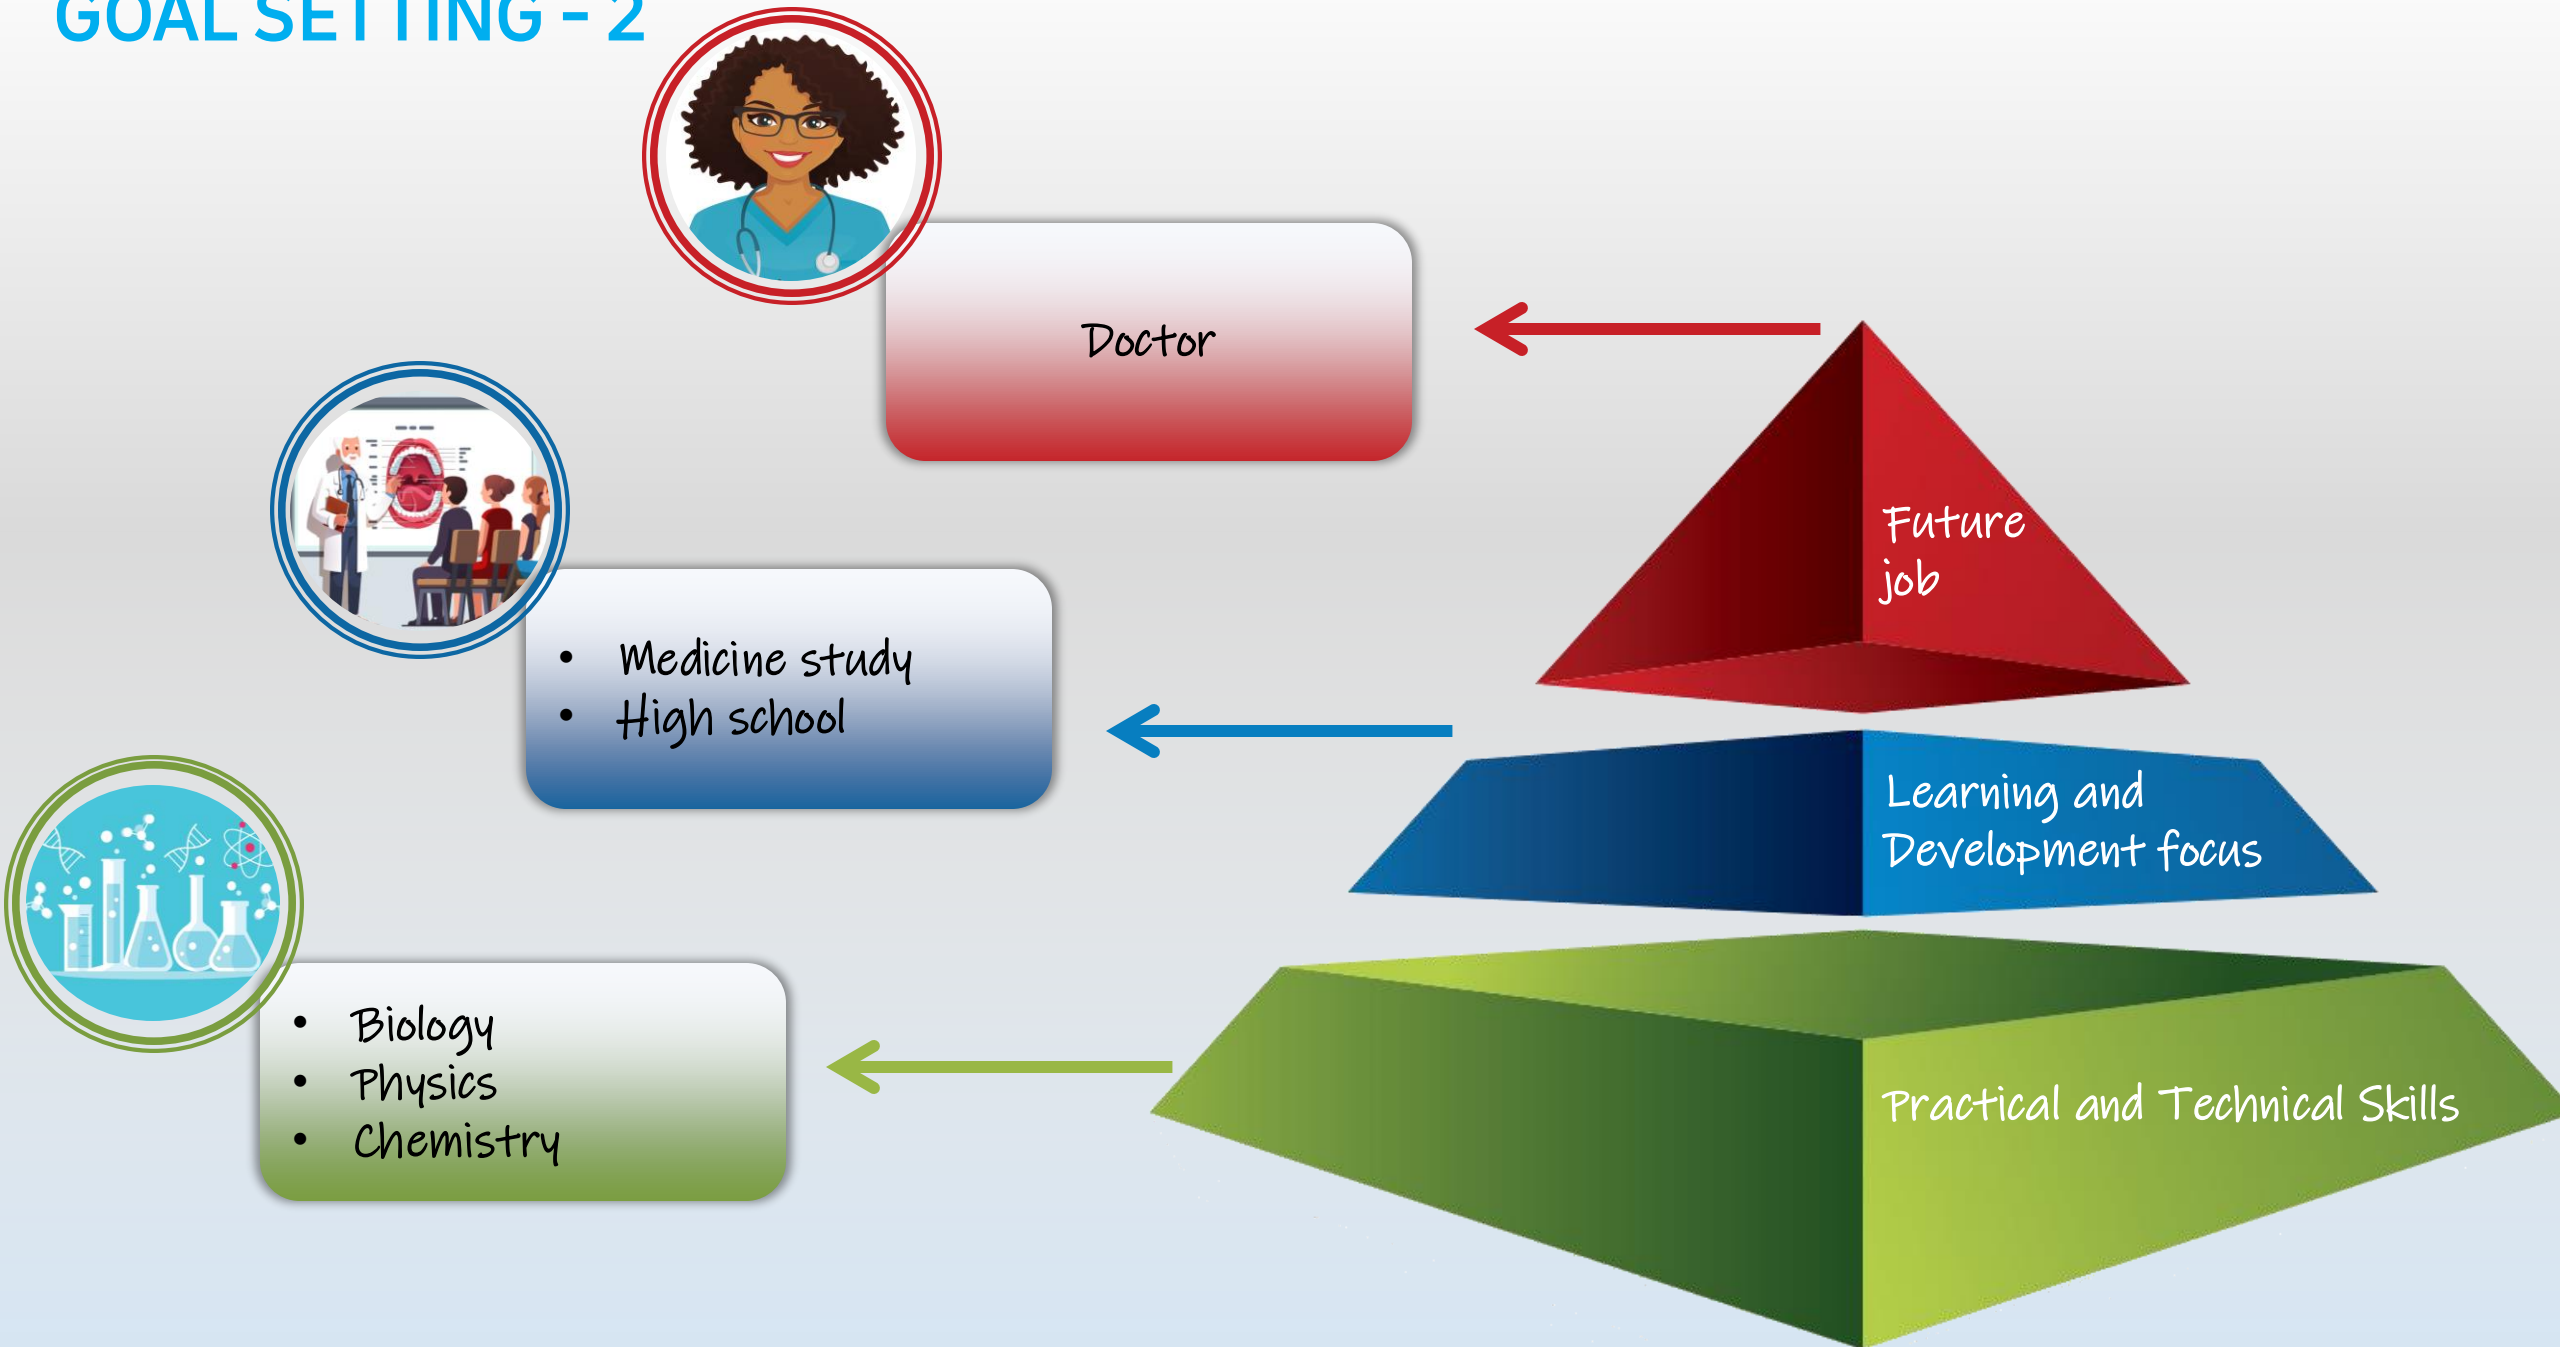 GOAL SETTING - 2
Doctor
Future
job
• Medicine study
• High school
Learning and
Development focus
• Biology
• Physics
• Chemistry
Practical and Technical Skills